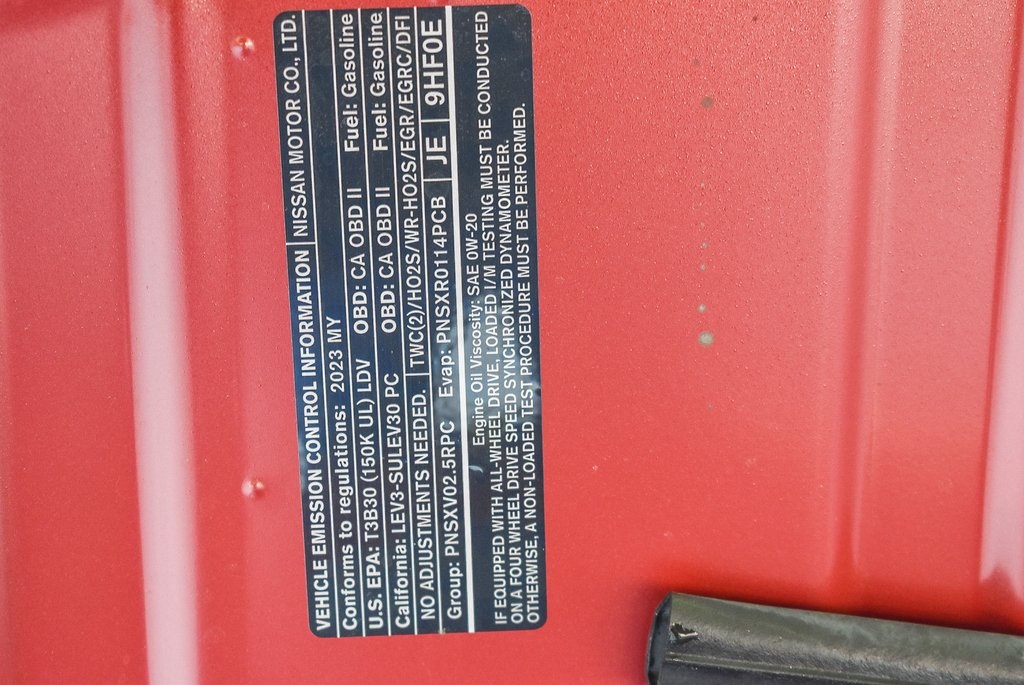 VEHICLE EMISSION CONTROL INFORMATION NISSAN MOTOR CO., LTD.
Conforms to regulations: 2023 MY
U.S. EPA: T3B30 (150K UL) LDV OBD: CA OBD II Fuel: Gasoline
California: LEV3-SULEV30 PC OBD: CA OBD II Fuel: Gasoline
NO ADJUSTMENTS NEEDED. TWC(2)/HO2S/WR-HO2S/EGR/EGRC/DFI
Group: PNSXV02.5RPC Evap: PNSXR0114PCB JE 9HF0E
Engine Oil Viscosity: SAE 0W-20
IF EQUIPPED WITH ALL-WHEEL DRIVE, LOADED I/M TESTING MUST BE CONDUCTED
ON A FOUR WHEEL DRIVE SPEED SYNCHRONIZED DYNAMOMETER.
OTHERWISE, A NON-LOADED TEST PROCEDURE MUST BE PERFORMED.